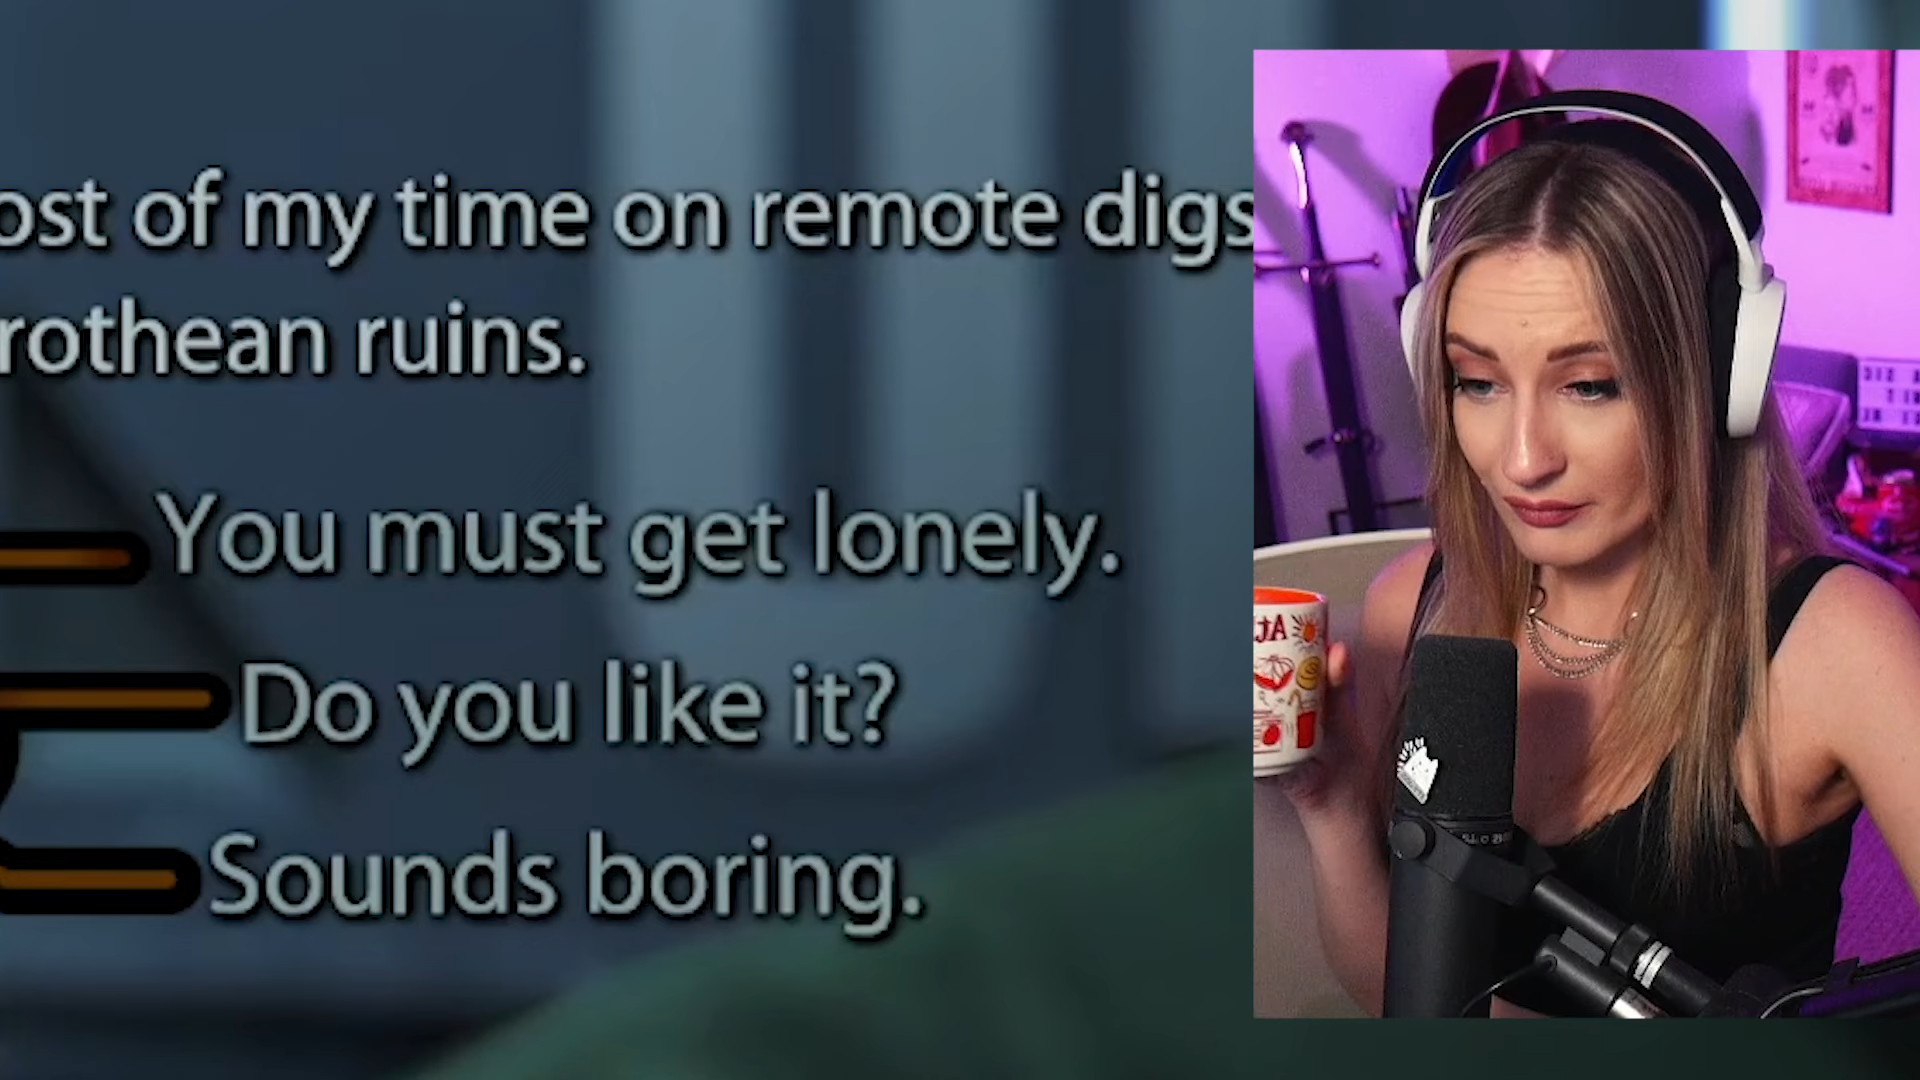 ost of my time on remote digs
rothean ruins.
You must get lonely.
Do you like it?
Sounds boring.